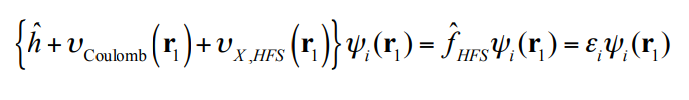 {ĥ + υ_Coulomb(r₁) + υ_X,HFS(r₁)}ψ_i(r₁) = f̂_HFS ψ_i(r₁) = ε_i ψ_i(r₁)